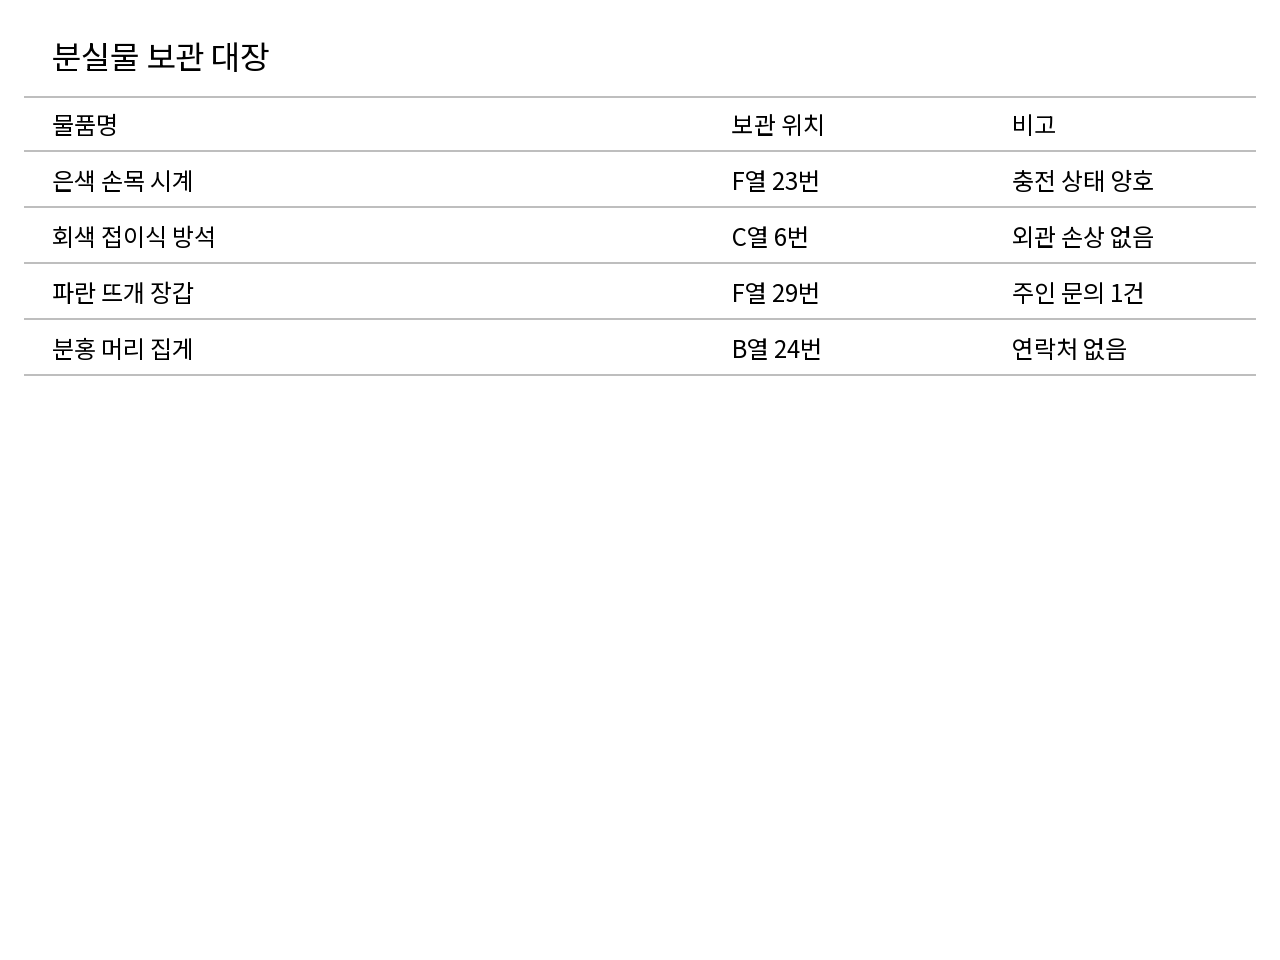 분실물 보관 대장
물품명 보관 위치 비고
은색 손목 시계 F열 23번 충전 상태 양호
회색 접이식 방석 C열 6번 외관 손상 없음
파란 뜨개 장갑 F열 29번 주인 문의 1건
분홍 머리 집게 B열 24번 연락처 없음